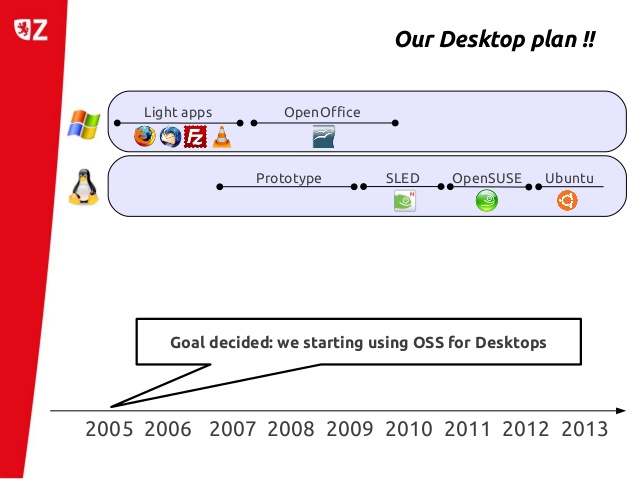 Z
Our Desktop plan !!
Light apps
OpenOffice
Fz
Prototype
SLED
OpenSUSE
Ubuntu
N
Goal decided: we starting using OSS for Desktops
2005 2006 2007 2008 2009 2010 2011 2012 2013